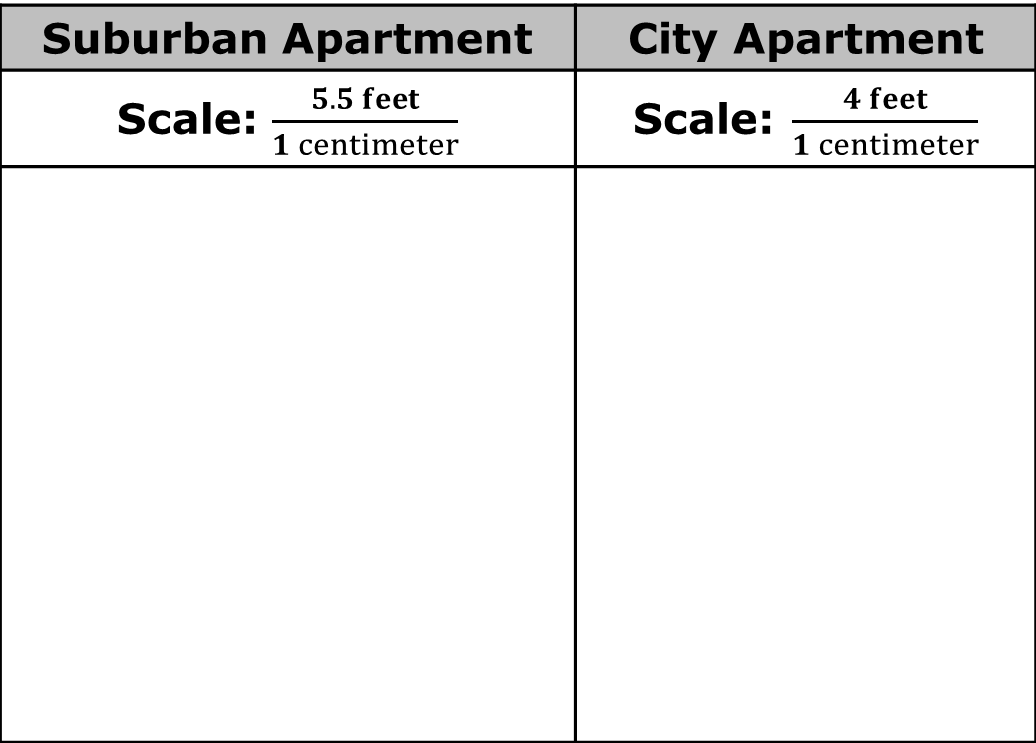 Suburban Apartment
City Apartment
Scale: 5.5 feet / 1 centimeter
Scale: 4 feet / 1 centimeter